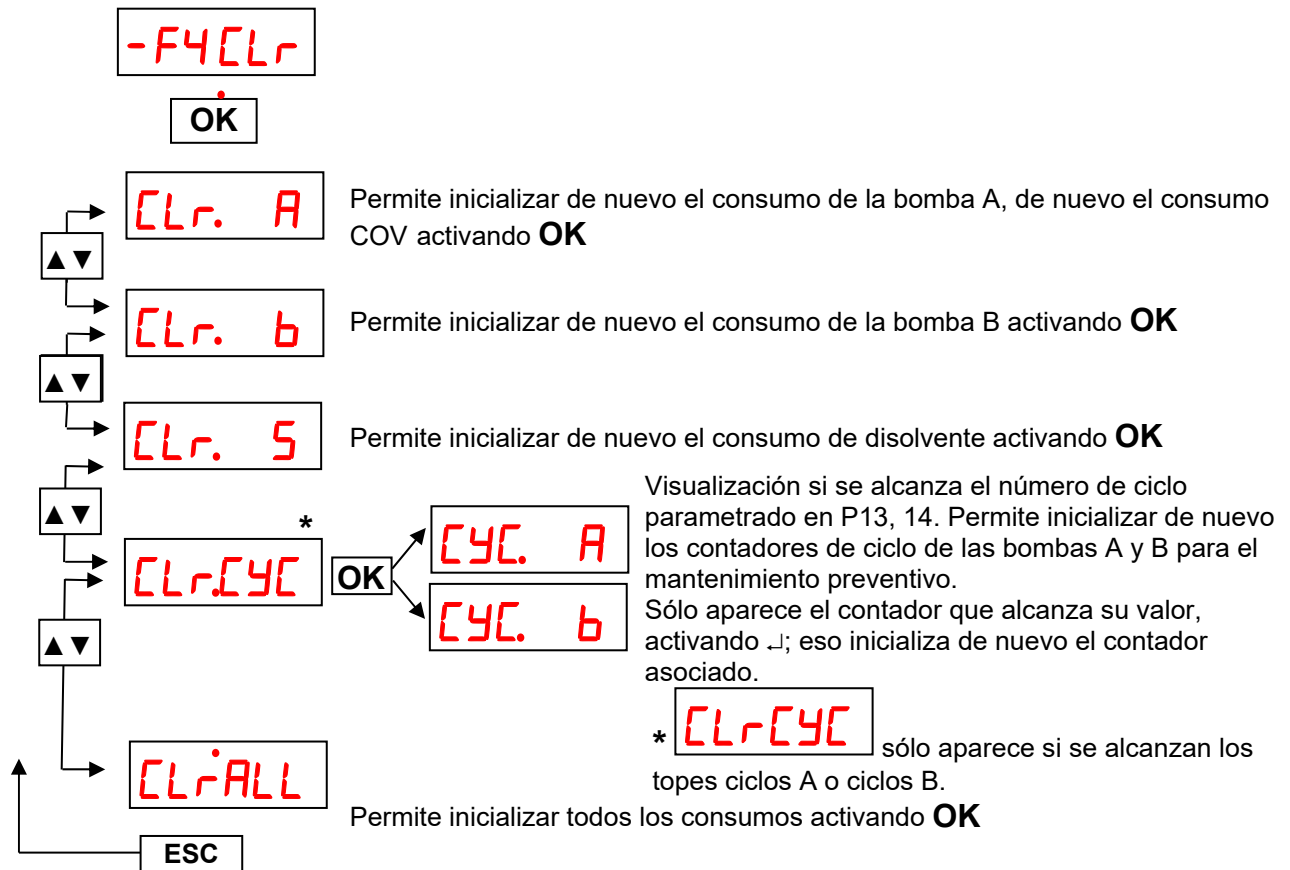 -F4CLr
OK
CLr. A
Permite inicializar de nuevo el consumo de la bomba A, de nuevo el consumo
COV activando OK
▲▼
CLr. b
Permite inicializar de nuevo el consumo de la bomba B activando OK
▲▼
CLr. S
Permite inicializar de nuevo el consumo de disolvente activando OK
▲▼
*
CLr.CYC
OK
CYC. A
CYC. b
Visualización si se alcanza el número de ciclo
parametrado en P13, 14. Permite inicializar de nuevo
los contadores de ciclo de las bombas A y B para el
mantenimiento preventivo.
Sólo aparece el contador que alcanza su valor,
activando ↵; eso inicializa de nuevo el contador
asociado.
▲▼
* CLrCYC sólo aparece si se alcanzan los
topes ciclos A o ciclos B.
CLrALL
Permite inicializar todos los consumos activando OK
ESC